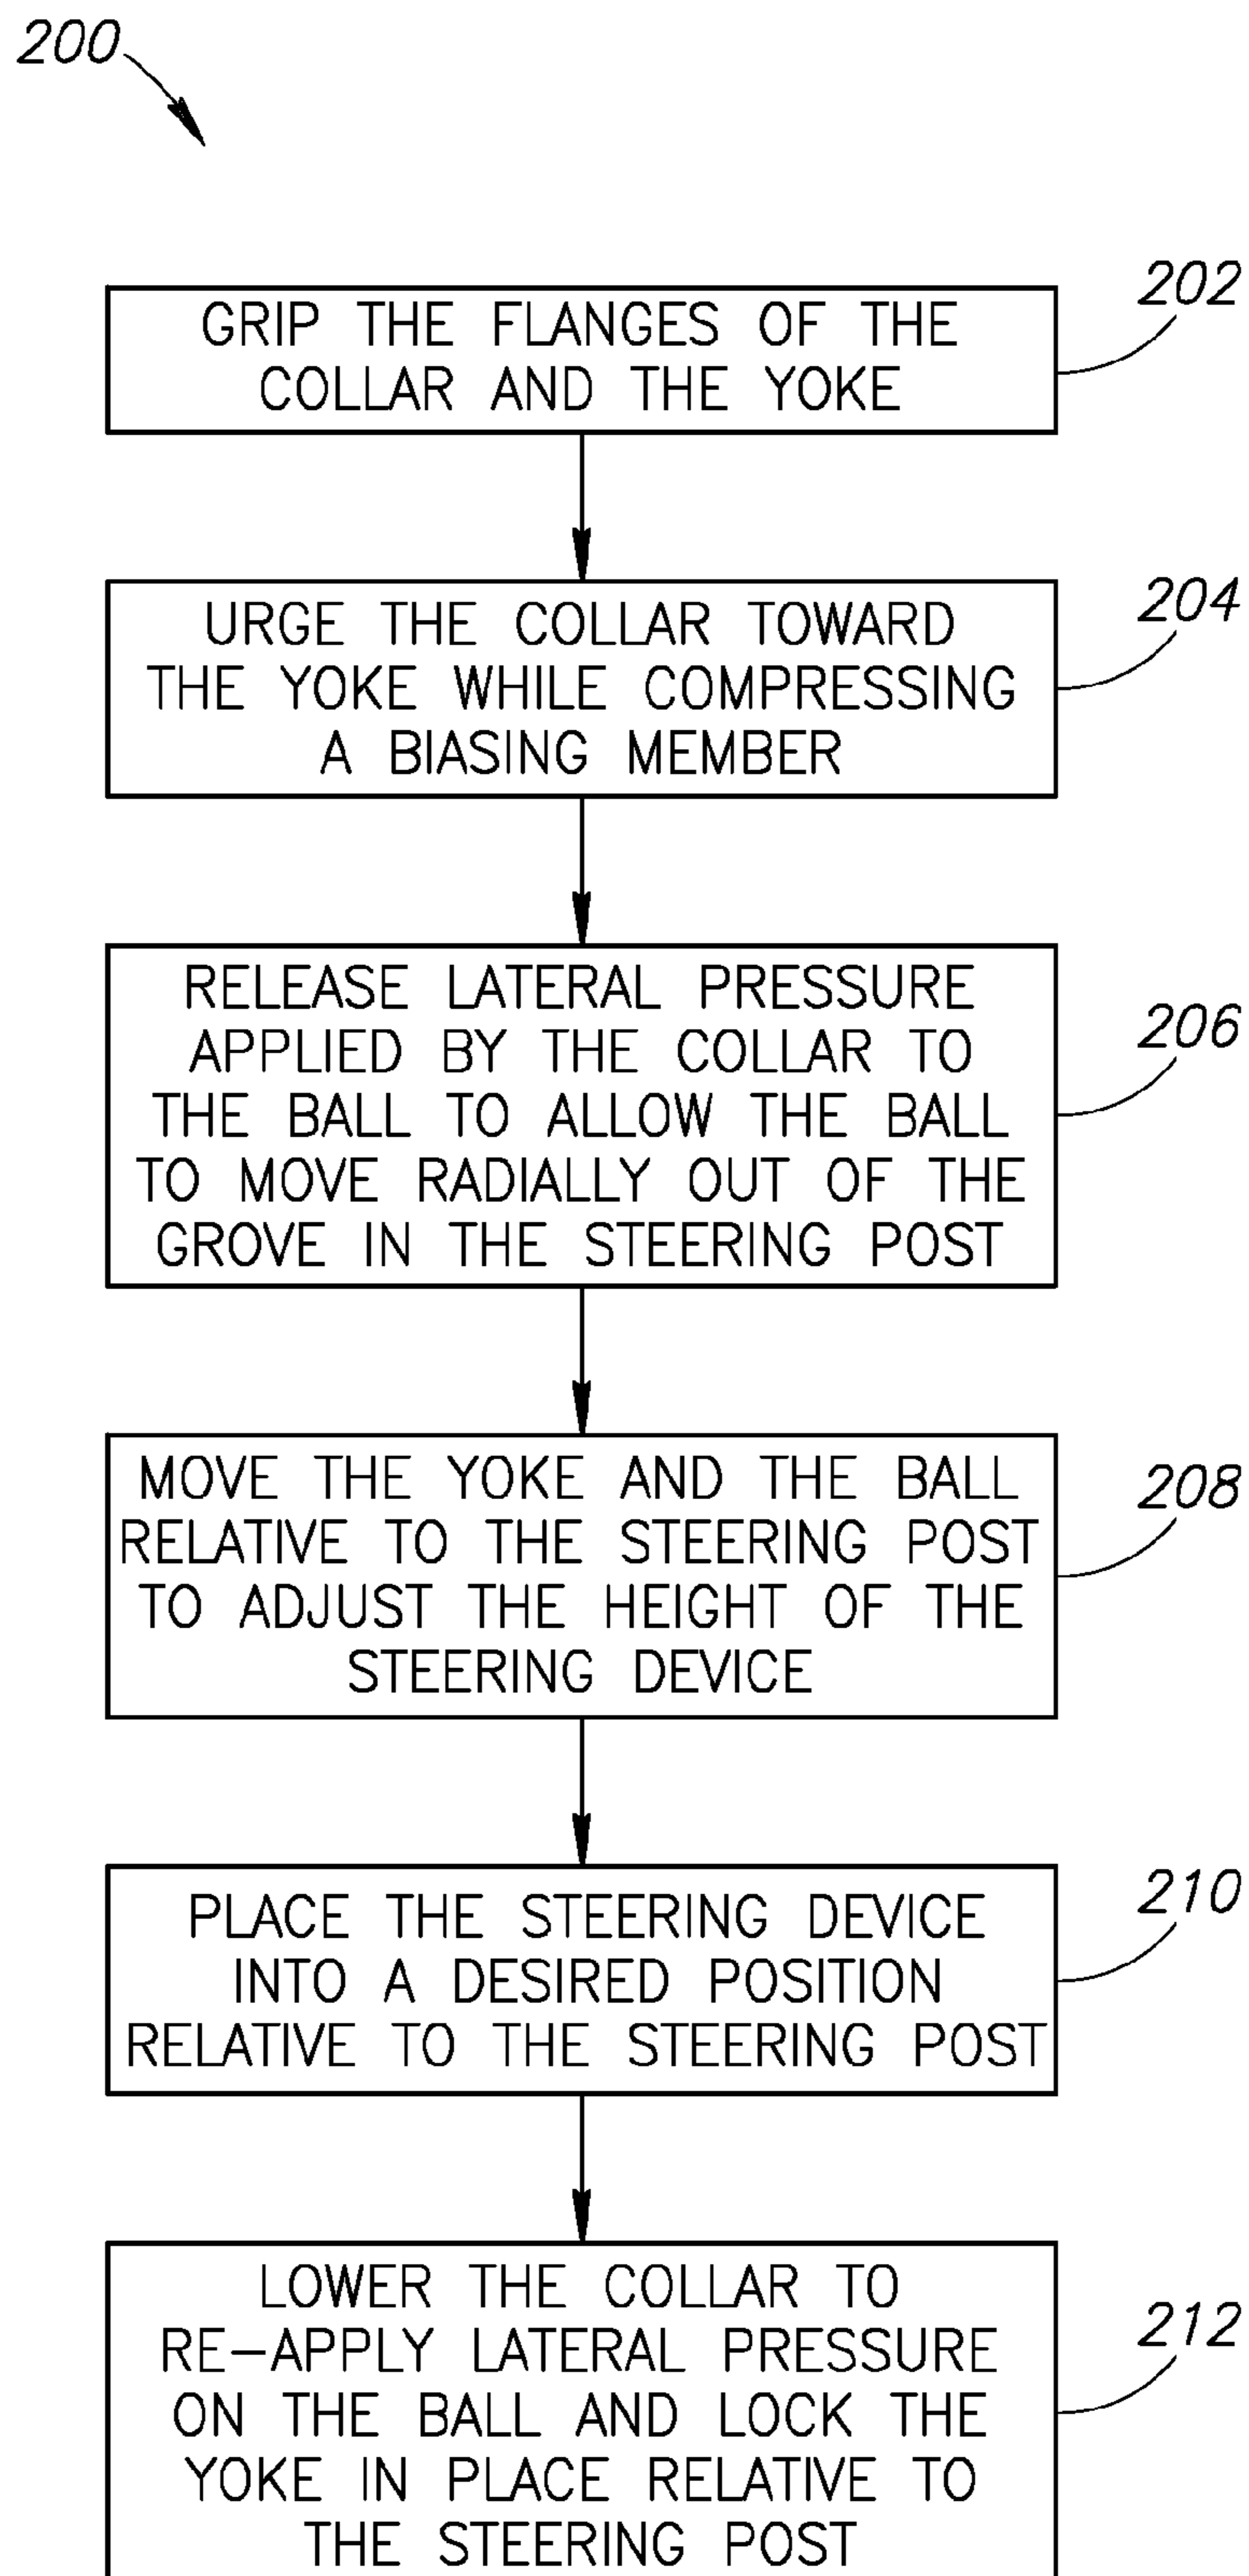 200
202
GRIP THE FLANGES OF THE
COLLAR AND THE YOKE
204
URGE THE COLLAR TOWARD
THE YOKE WHILE COMPRESSING
A BIASING MEMBER
206
RELEASE LATERAL PRESSURE
APPLIED BY THE COLLAR TO
THE BALL TO ALLOW THE BALL
TO MOVE RADIALLY OUT OF THE
GROVE IN THE STEERING POST
208
MOVE THE YOKE AND THE BALL
RELATIVE TO THE STEERING POST
TO ADJUST THE HEIGHT OF THE
STEERING DEVICE
210
PLACE THE STEERING DEVICE
INTO A DESIRED POSITION
RELATIVE TO THE STEERING POST
212
LOWER THE COLLAR TO
RE-APPLY LATERAL PRESSURE
ON THE BALL AND LOCK THE
YOKE IN PLACE RELATIVE TO
THE STEERING POST